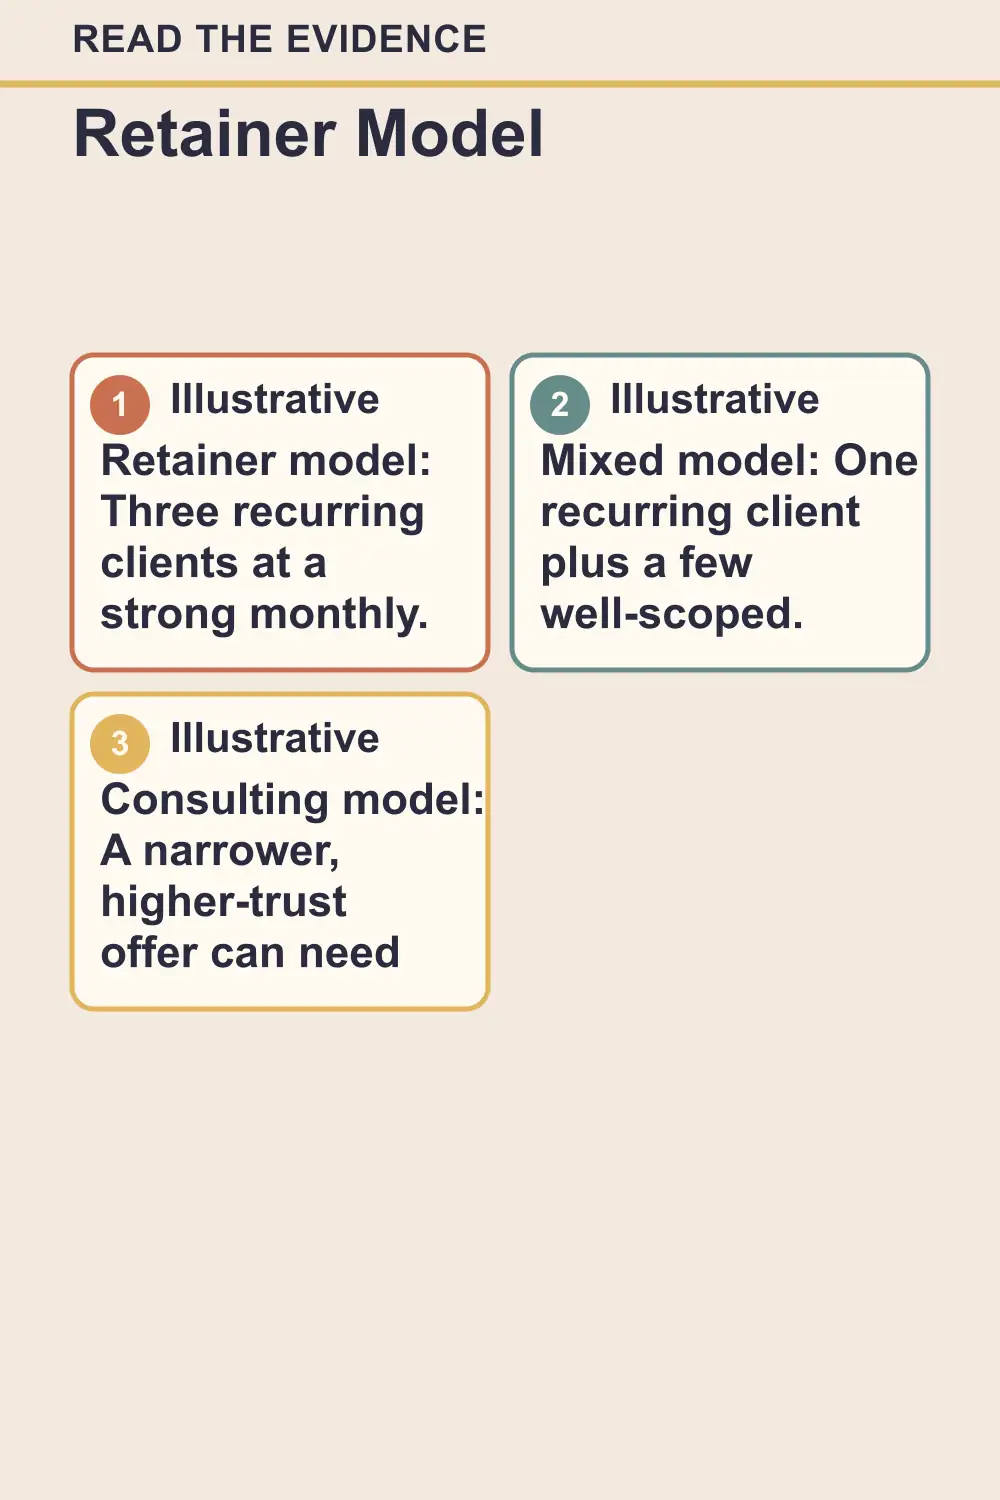 READ THE EVIDENCE
Retainer Model
1 Illustrative
Retainer model:
Three recurring
clients at a
strong monthly.
2 Illustrative
Mixed model: One
recurring client
plus a few
well-scoped.
3 Illustrative
Consulting model:
A narrower,
higher-trust
offer can need